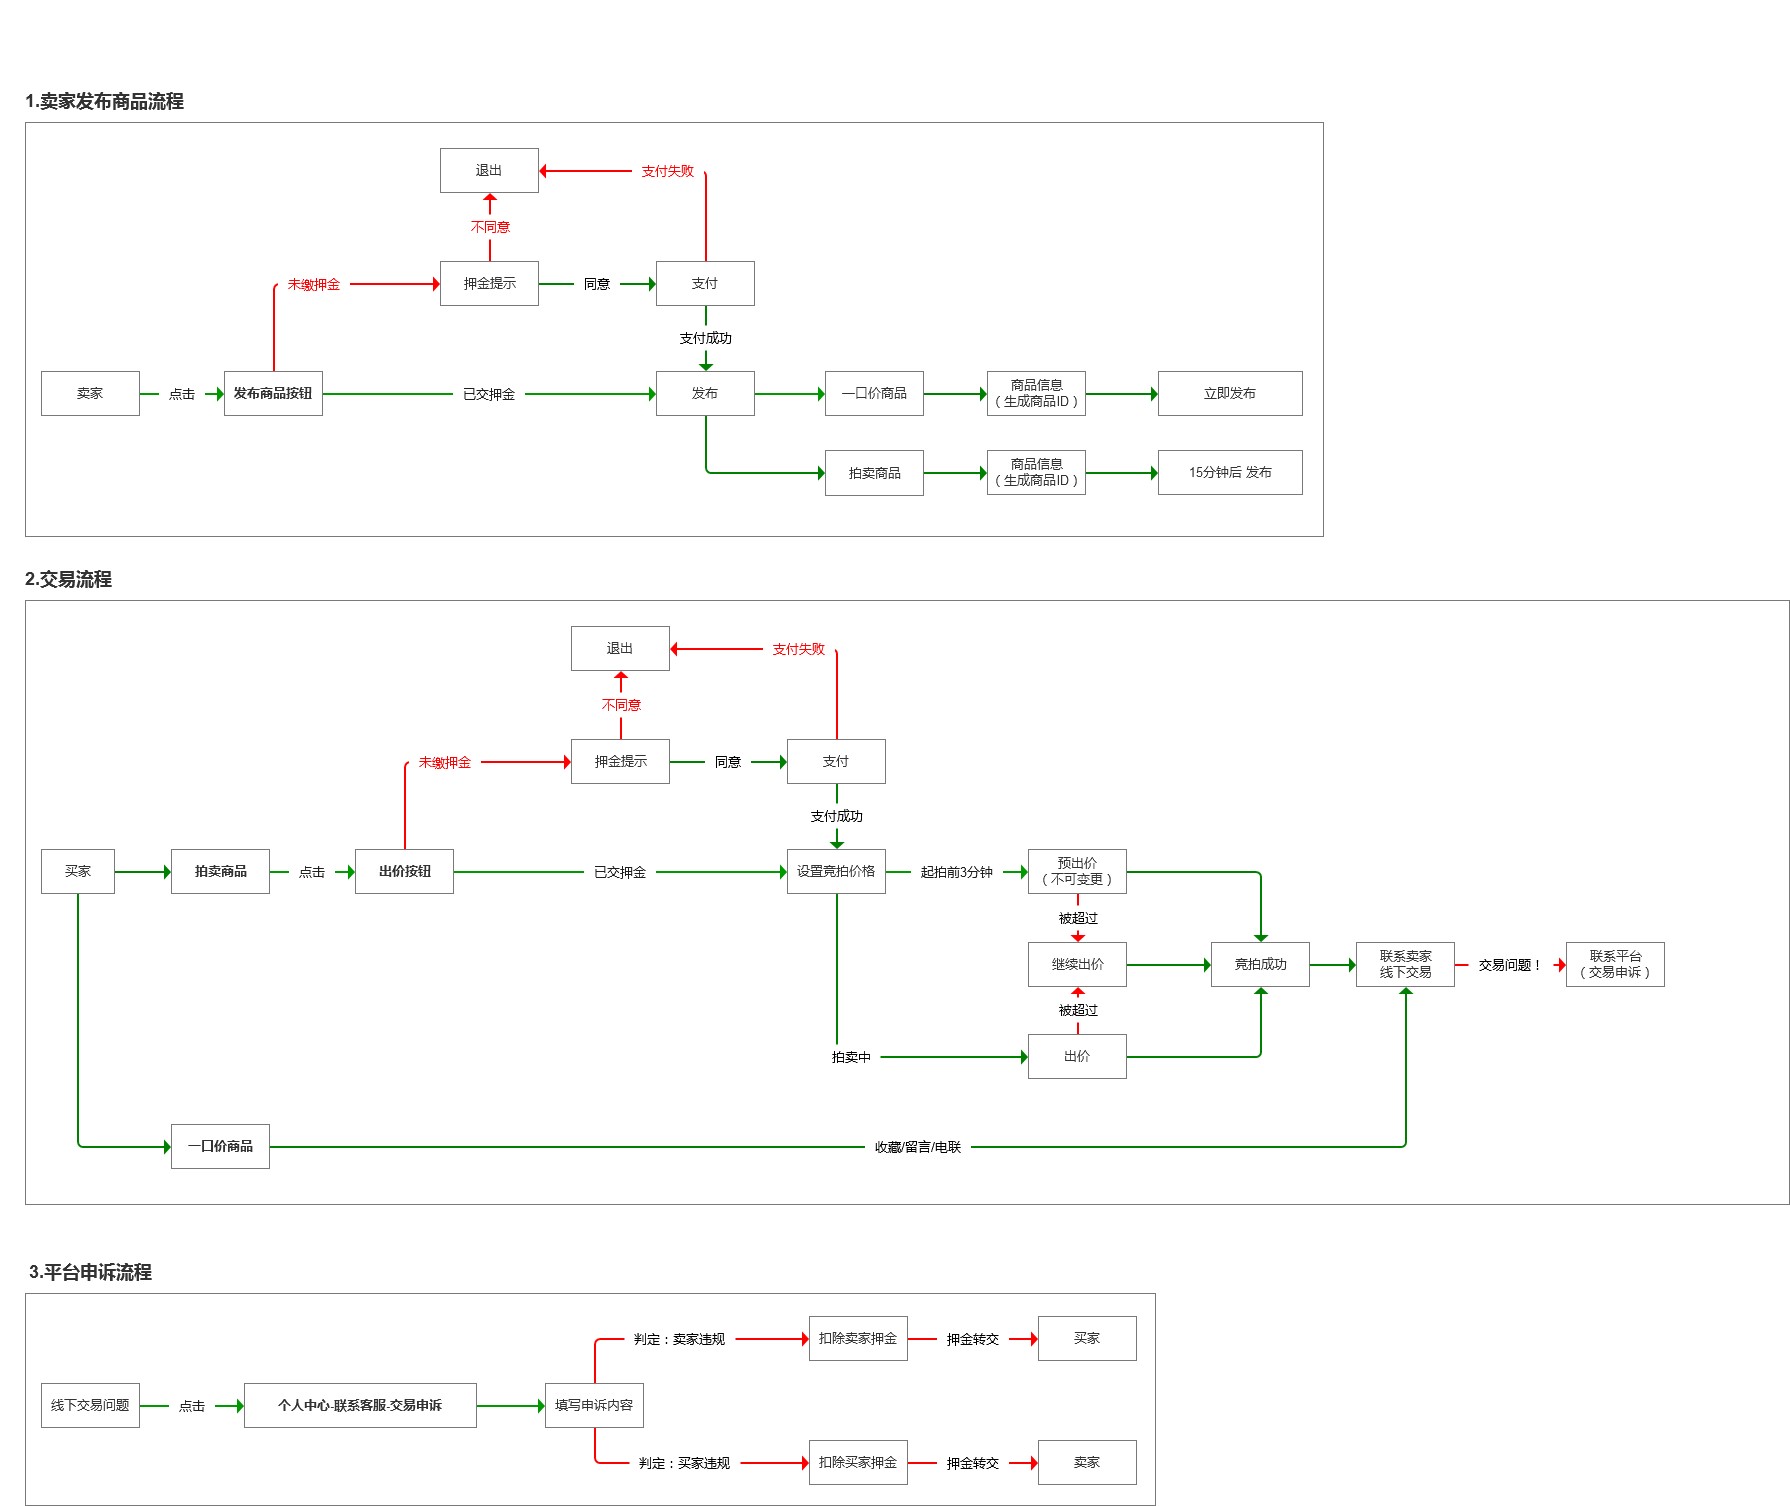 1.卖家发布商品流程
退出
支付失败
不同意
未缴押金
押金提示
同意
支付
支付成功
卖家
点击
发布商品按钮
已交押金
发布
一口价商品
商品信息
（生成商品ID）
立即发布
拍卖商品
商品信息
（生成商品ID）
15分钟后 发布
2.交易流程
退出
支付失败
不同意
未缴押金
押金提示
同意
支付
支付成功
买家
拍卖商品
点击
出价按钮
已交押金
设置竞拍价格
起拍前3分钟
预出价
（不可变更）
被超过
继续出价
竞拍成功
联系卖家
线下交易
交易问题！
联系平台
（交易申诉）
被超过
拍卖中
出价
一口价商品
收藏/留言/电联
3.平台申诉流程
判定：卖家违规
扣除卖家押金
押金转交
买家
线下交易问题
点击
个人中心-联系客服-交易申诉
填写申诉内容
判定：买家违规
扣除买家押金
押金转交
卖家